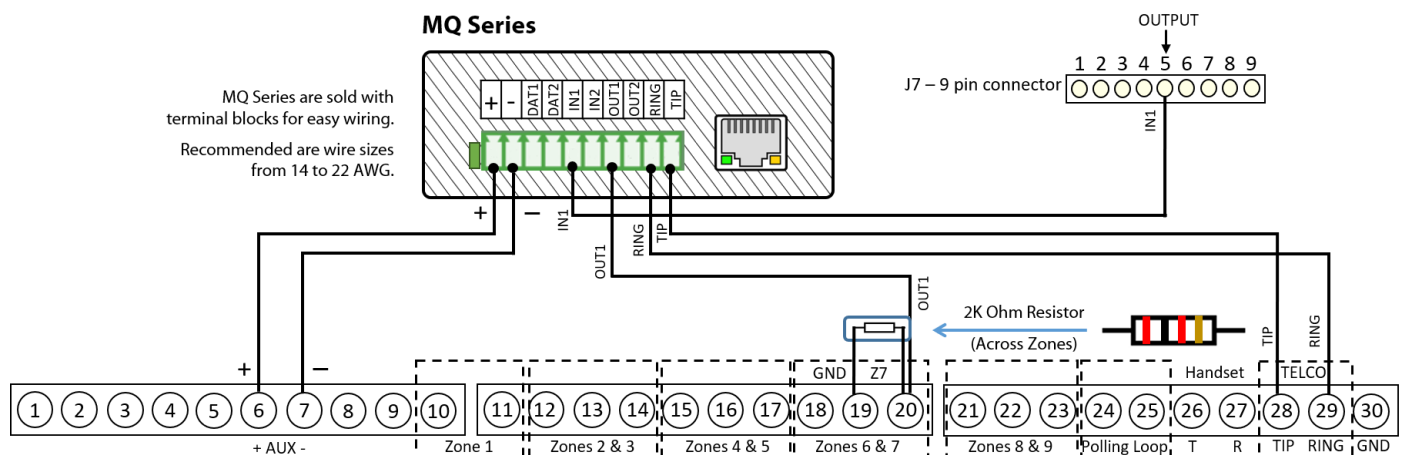 MQ Series
OUTPUT
1 2 3 4 5 6 7 8 9
J7 – 9 pin connector
MQ Series are sold with
terminal blocks for easy wiring.
Recommended are wire sizes
from 14 to 22 AWG.
+ - DAT1 DAT2 IN1 IN2 OUT1 OUT2 RING TIP
IN1
+ – IN1 OUT1 RING TIP
OUT1
2K Ohm Resistor
(Across Zones)
TIP RING
+ –
GND Z7
Handset
TELCO
1 2 3 4 5 6 7 8 9 10 11 12 13 14 15 16 17 18 19 20 21 22 23 24 25 26 27 28 29 30
+ AUX - Zone 1 Zones 2 & 3 Zones 4 & 5 Zones 6 & 7 Zones 8 & 9 Polling Loop T R TIP RING GND